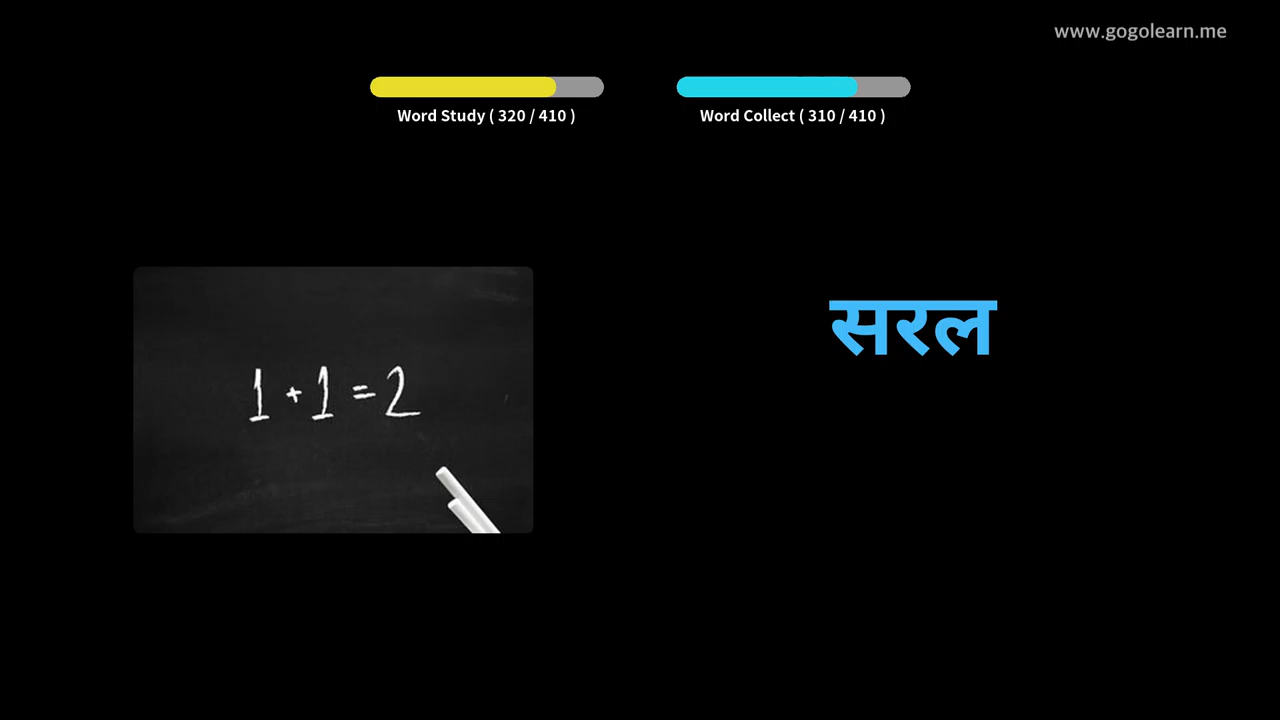 www.gogolearn.me
Word Study ( 320 / 410 )
Word Collect ( 310 / 410 )
सरल
1 + 1 = 2